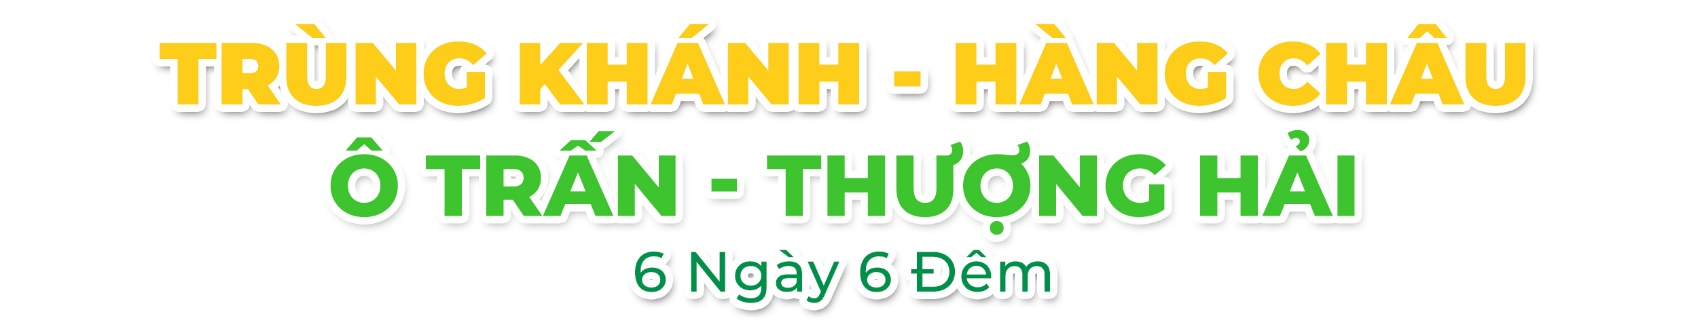 TRÙNG KHÁNH - HÀNG CHÂU
Ô TRẤN - THƯỢNG HẢI
6 Ngày 6 Đêm